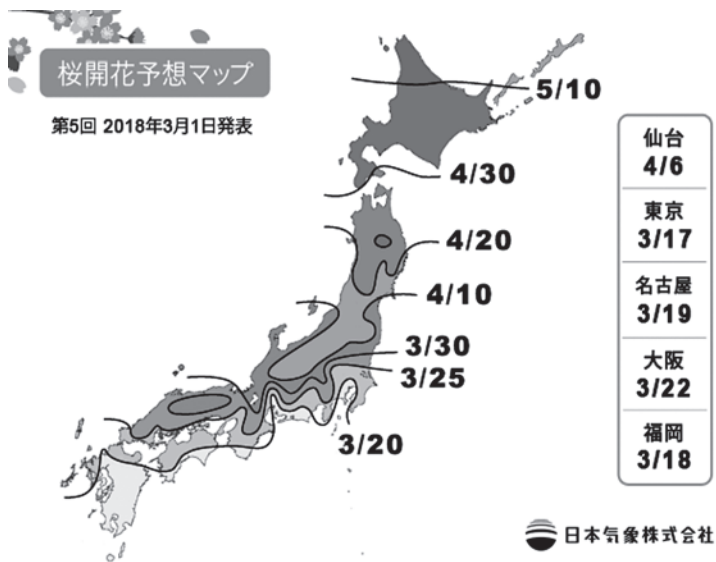 桜開花予想マップ
第5回 2018年3月1日発表
5/10
4/30
4/20
4/10
3/30
3/25
3/20
仙台
4/6
東京
3/17
名古屋
3/19
大阪
3/22
福岡
3/18
日本気象株式会社